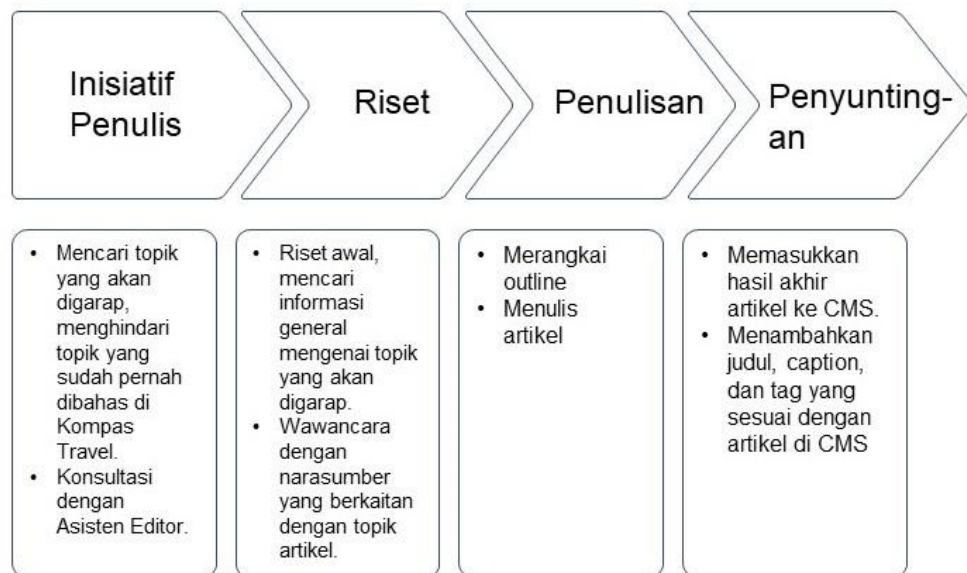 Inisiatif
Penulis
Riset
Penulisan
Penyunting-
an
• Mencari topik
yang akan
digarap,
menghindari
topik yang
sudah pernah
dibahas di
Kompas
Travel.
• Konsultasi
dengan
Asisten Editor.
• Riset awal,
mencari
informasi
general
mengenai topik
yang akan
digarap.
• Wawancara
dengan
narasumber
yang berkaitan
dengan topik
artikel.
• Merangkai
outline
• Menulis
artikel
• Memasukkan
hasil akhir
artikel ke CMS.
• Menambahkan
judul, caption,
dan tag yang
sesuai dengan
artikel di CMS